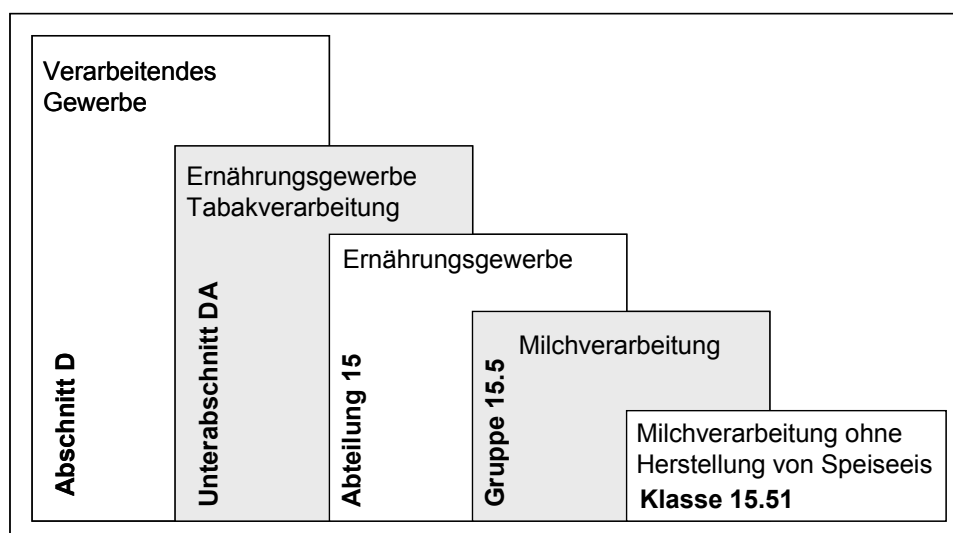 Verarbeitendes
Gewerbe
Abschnitt D
Ernährungsgewerbe
Tabakverarbeitung
Unterabschnitt DA
Ernährungsgewerbe
Abteilung 15
Milchverarbeitung
Gruppe 15.5
Milchverarbeitung ohne
Herstellung von Speiseeis
Klasse 15.51